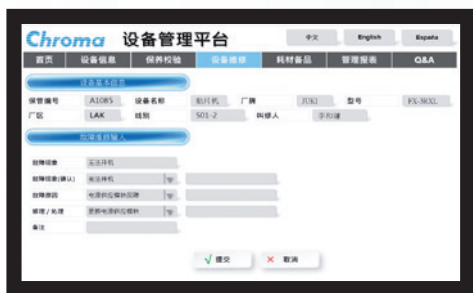 Chroma 设备管理平台 中文 English España
首页 设备信息 保养校验 设备维修 耗材备品 管理报表 Q&A
设备基本信息
保管编号 A1085 设备名称 贴片机 厂牌 JUKI 型号 FX-3RXL
厂区 LAK 线别 S01-2 叫修人
故障维修输入
故障现象 无法开机
故障现象(确认) 无法开机
故障原因 电源供应模块故障
修理/处理 更换电源供应模块
备注
√ 提交 × 取消